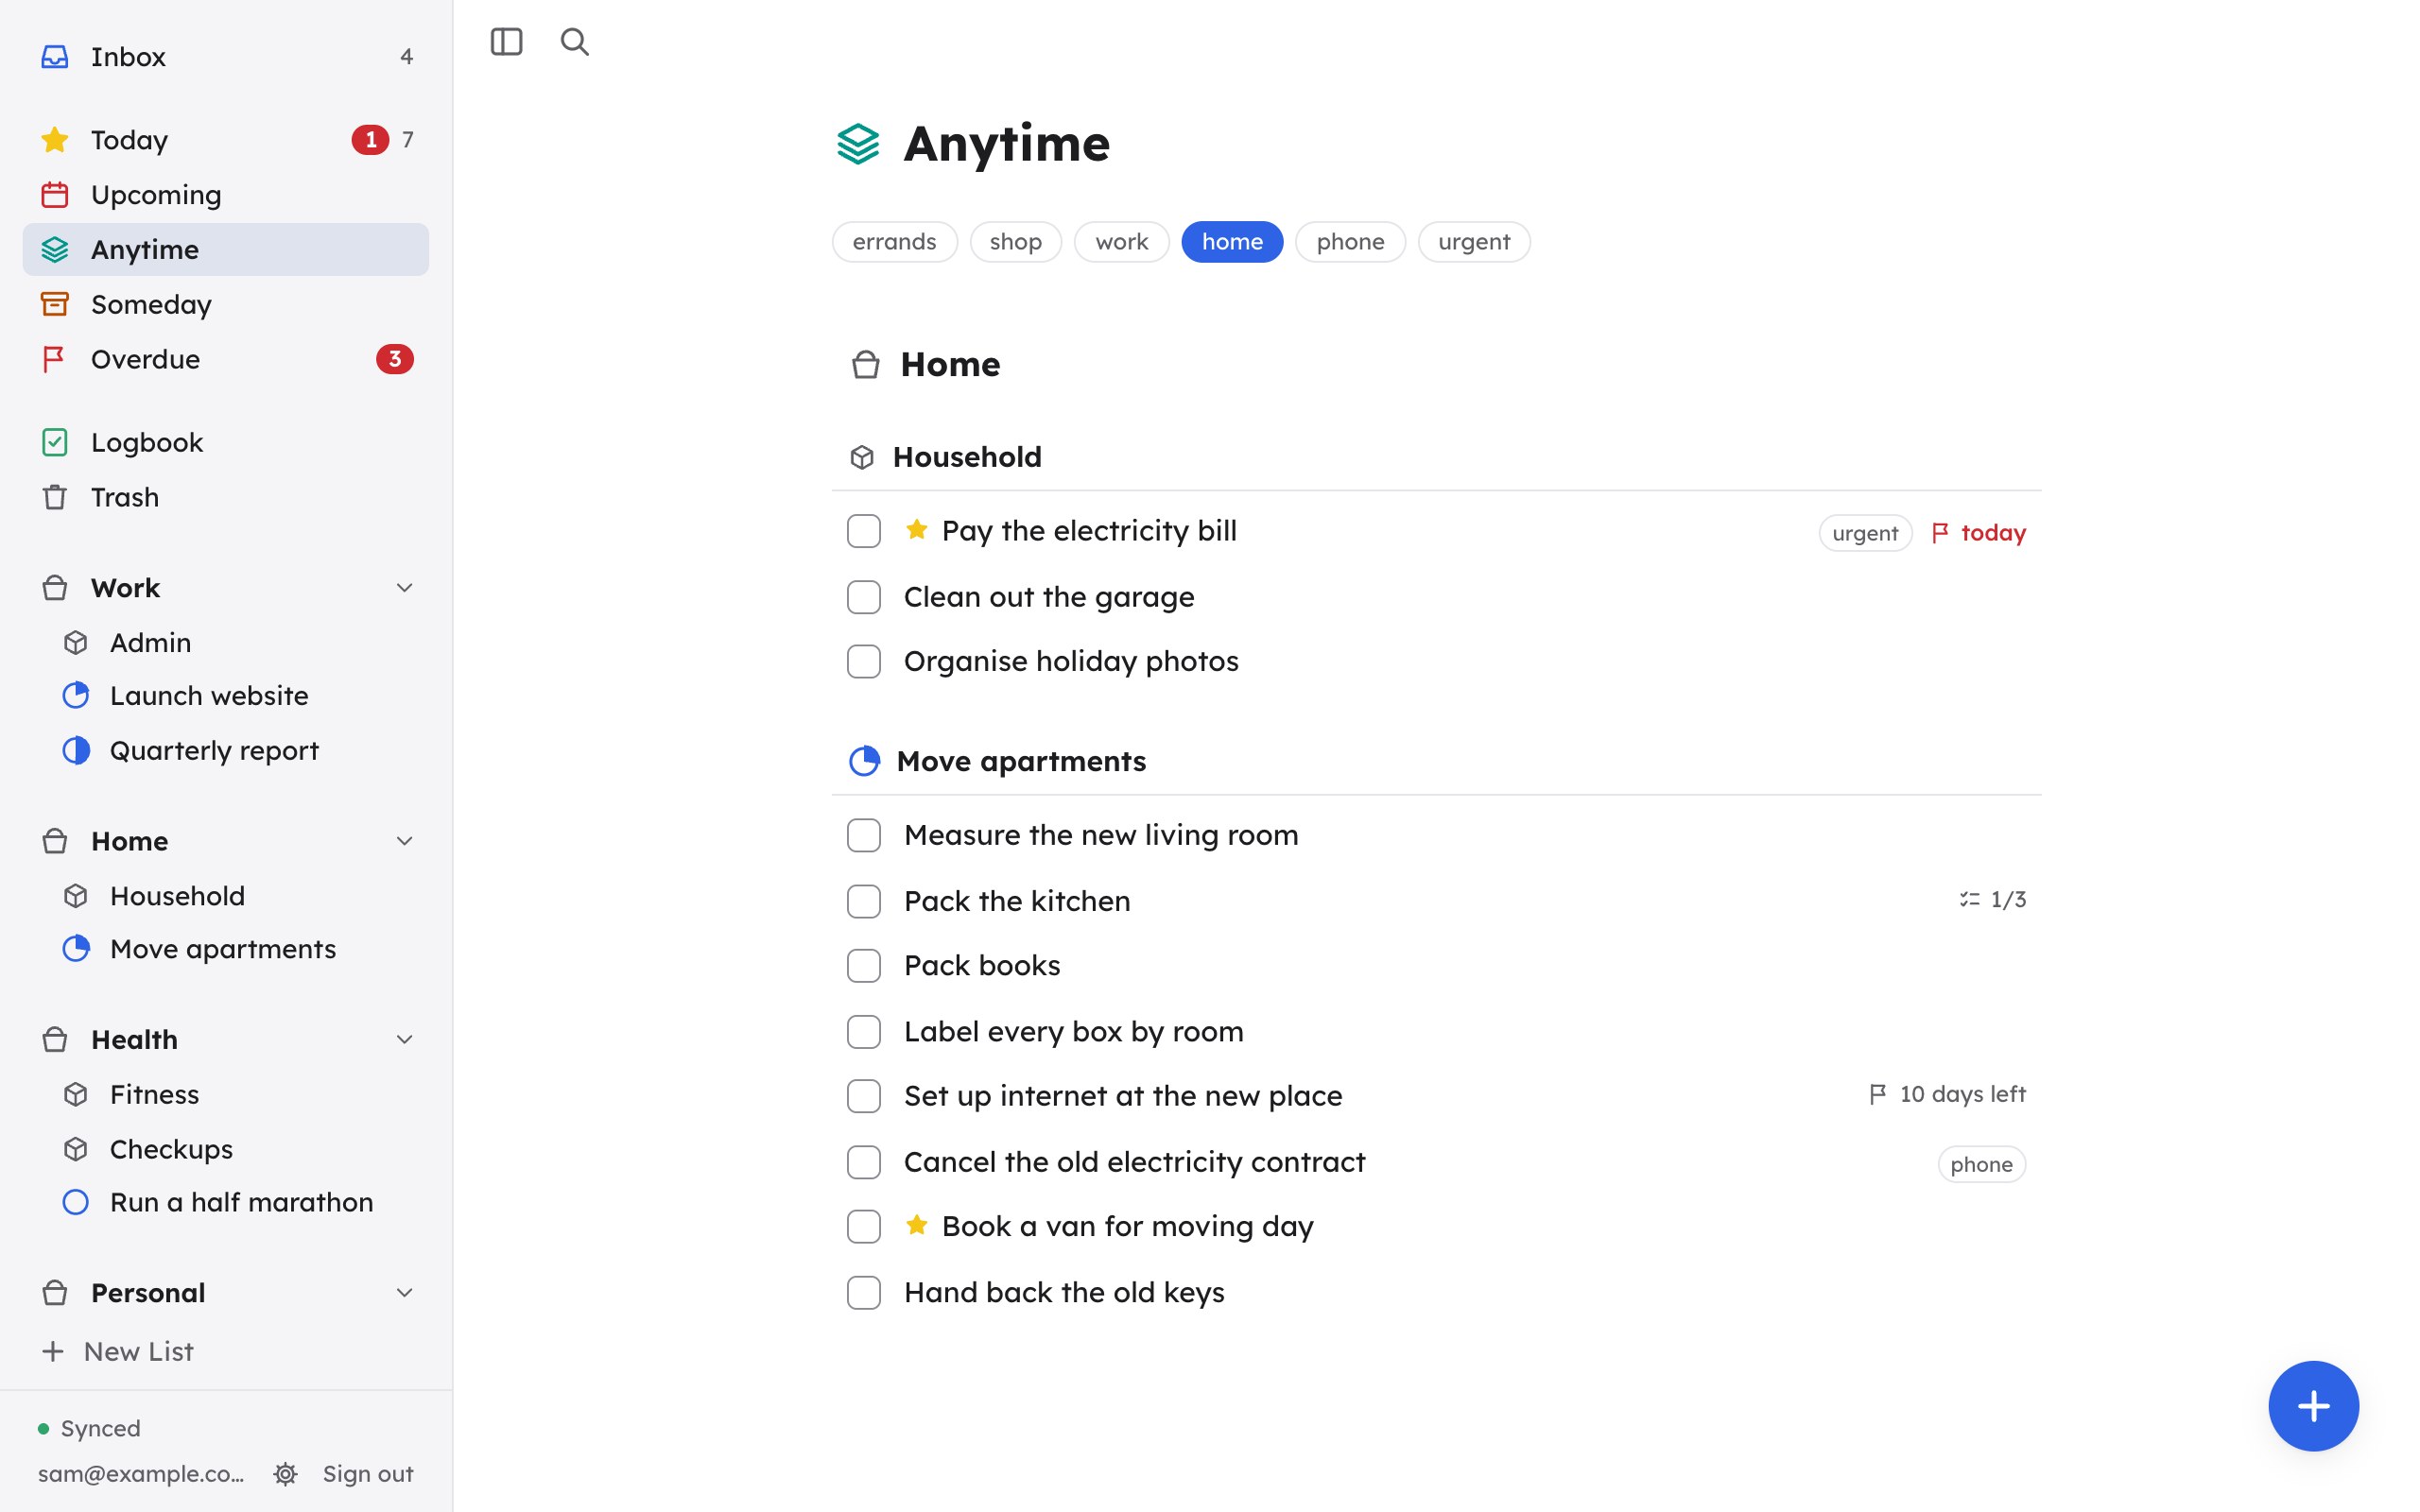 Inbox 4
Today 1 7
Upcoming
Anytime
Someday
Overdue 3
Logbook
Trash
Work
Admin
Launch website
Quarterly report
Home
Household
Move apartments
Health
Fitness
Checkups
Run a half marathon
Personal
New List
Synced
sam@example.co… Sign out
Anytime
errands shop work home phone urgent
Home
Household
Pay the electricity bill urgent today
Clean out the garage
Organise holiday photos
Move apartments
Measure the new living room
Pack the kitchen 1/3
Pack books
Label every box by room
Set up internet at the new place 10 days left
Cancel the old electricity contract phone
Book a van for moving day
Hand back the old keys